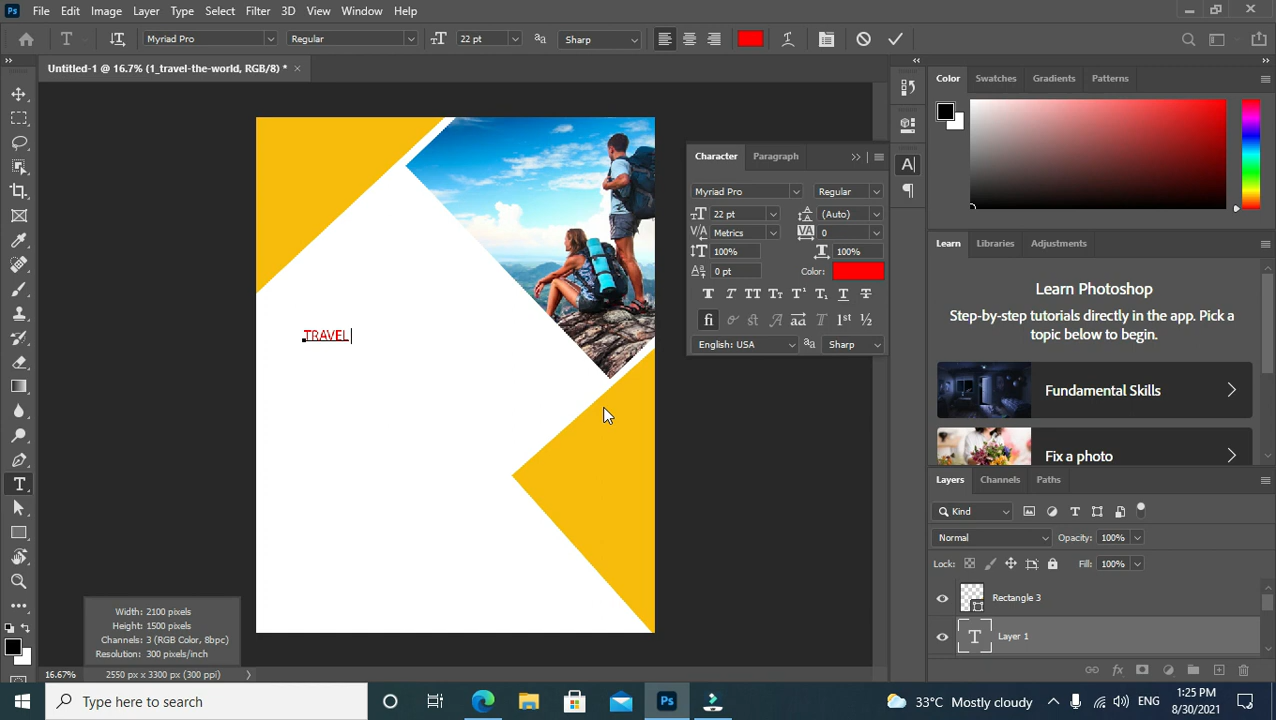 Ps File Edit Image Layer Type Select Filter 3D View Window Help
T Myriad Pro Regular 22 pt Sharp
Untitled-1 @ 16.7% (1_travel-the-world, RGB/8) * ×
Color Swatches Gradients Patterns
Character Paragraph
Myriad Pro Regular
22 pt (Auto)
Metrics 0
100% 100%
0 pt Color:
English: USA Sharp
TRAVEL
Learn Libraries Adjustments
Learn Photoshop
Step-by-step tutorials directly in the app. Pick a
topic below to begin.
Fundamental Skills
Fix a photo
Layers Channels Paths
Kind
Normal Opacity: 100%
Lock: Fill: 100%
Rectangle 3
T Layer 1
Width: 2100 pixels
Height: 1500 pixels
Channels: 3 (RGB Color, 8bpc)
Resolution: 300 pixels/inch
16.67% 2550 px x 3300 px (300 ppi)
Type here to search
Ps
33°C Mostly cloudy
ENG
1:25 PM
8/30/2021